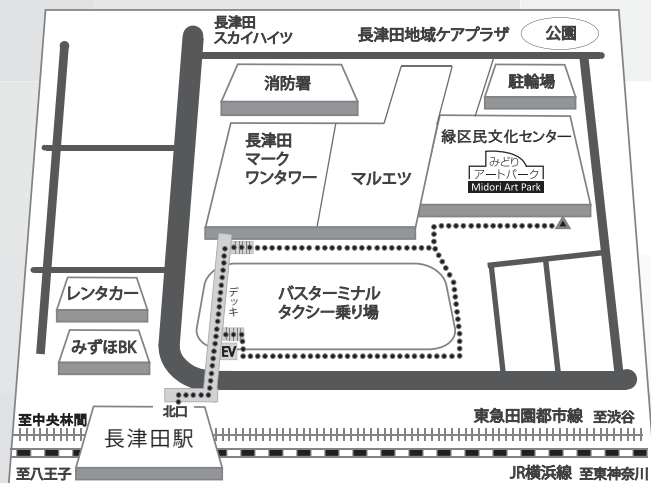 長津田
スカイハイツ
長津田地域ケアプラザ
公園
消防署
駐輪場
長津田
マーク
ワンタワー
マルエツ
緑区民文化センター
みどり
アートパーク
Midori Art Park
デッキ
バスターミナル
タクシー乗り場
レンタカー
みずほBK
EV
北口
至中央林間
東急田園都市線 至渋谷
長津田駅
至八王子
JR横浜線 至東神奈川